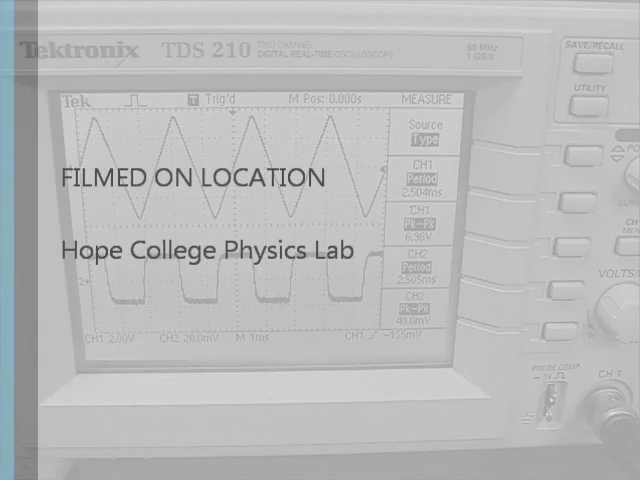 Tektronix TDS 210 TWO-CHANNEL DIGITAL REAL-TIME OSCILLOSCOPE 60 MHz 1 GS/s
SAVE/RECALL
UTILITY
Tek T Trig'd M Pos: 0.000s MEASURE
Source
Type
CH1
Period
2.504ms
CH1
Pk-Pk
6.96V
CH2
Period
2.505ms
CH2
Pk-Pk
40.0mV
2
CH1 2.00V CH2 20.0mV M 1ms CH1 -155mV
FILMED ON LOCATION
Hope College Physics Lab
VOLTS/
PROBE COMP
CH 1